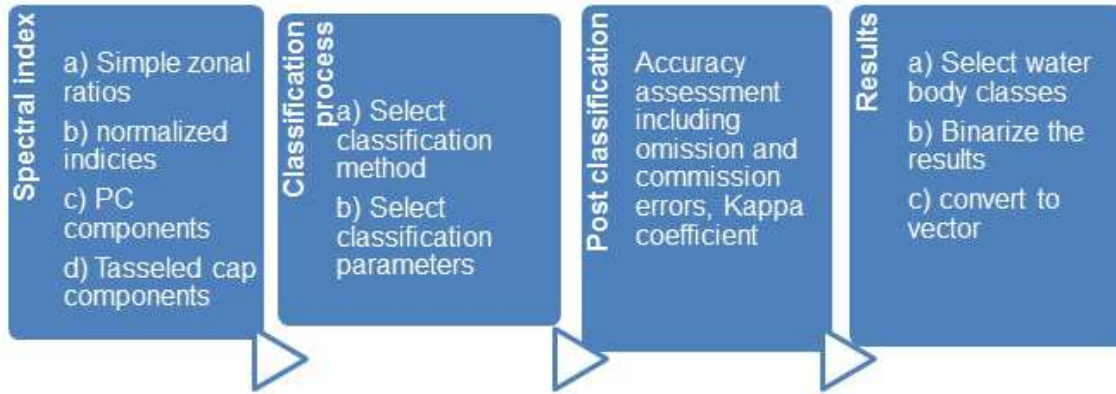 Spectral index
a) Simple zonal
ratios
b) normalized
indicies
c) PC
components
d) Tasseled cap
components
Classification
process
a) Select
classification
method
b) Select
classification
parameters
Post classification
Accuracy
assessment
including
omission and
commission
errors, Kappa
coefficient
Results
a) Select water
body classes
b) Binarize the
results
c) convert to
vector